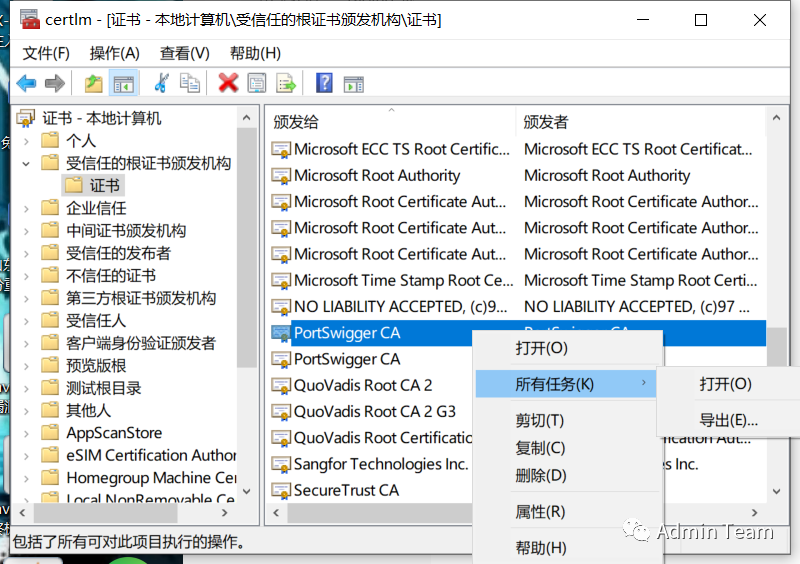 certlm - [证书 - 本地计算机\受信任的根证书颁发机构\证书]
文件(F) 操作(A) 查看(V) 帮助(H)
证书 - 本地计算机
个人
受信任的根证书颁发机构
证书
企业信任
中间证书颁发机构
受信任的发布者
不信任的证书
第三方根证书颁发机构
受信任人
客户端身份验证颁发者
预览版根
测试根目录
其他人
AppScanStore
eSIM Certification Author
Homegroup Machine Cer
Local NonRemovable Ce
颁发给 颁发者
Microsoft ECC TS Root Certific... Microsoft ECC TS Root Certificat...
Microsoft Root Authority Microsoft Root Authority
Microsoft Root Certificate Aut... Microsoft Root Certificate Author...
Microsoft Root Certificate Aut... Microsoft Root Certificate Author...
Microsoft Root Certificate Aut... Microsoft Root Certificate Author...
Microsoft Time Stamp Root Ce... Microsoft Time Stamp Root Certi...
NO LIABILITY ACCEPTED, (c)9... NO LIABILITY ACCEPTED, (c)97 ...
PortSwigger CA PortSwigger CA
PortSwigger CA
QuoVadis Root CA 2
QuoVadis Root CA 2 G3
QuoVadis Root Certification Aut...
Sangfor Technologies Inc. s Inc.
SecureTrust CA
打开(O)
所有任务(K)
剪切(T)
复制(C)
删除(D)
属性(R)
帮助(H)
打开(O)
导出(E)...
包括了所有可对此项目执行的操作。
Admin Team